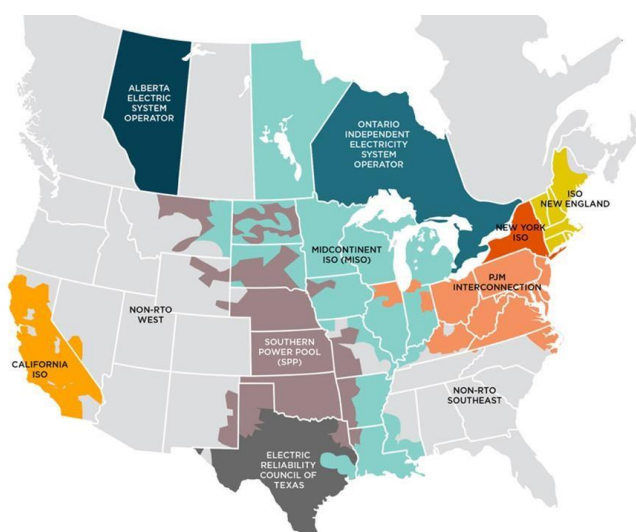 ALBERTA
ELECTRIC
SYSTEM
OPERATOR
ONTARIO
INDEPENDENT
ELECTRICITY
SYSTEM
OPERATOR
ISO
NEW ENGLAND
NEW YORK
ISO
MIDCONTINENT
ISO (MISO)
PJM
INTERCONNECTION
NON-RTO
WEST
SOUTHERN
POWER POOL
(SPP)
CALIFORNIA
ISO
NON-RTO
SOUTHEAST
ELECTRIC
RELIABILITY
COUNCIL OF
TEXAS